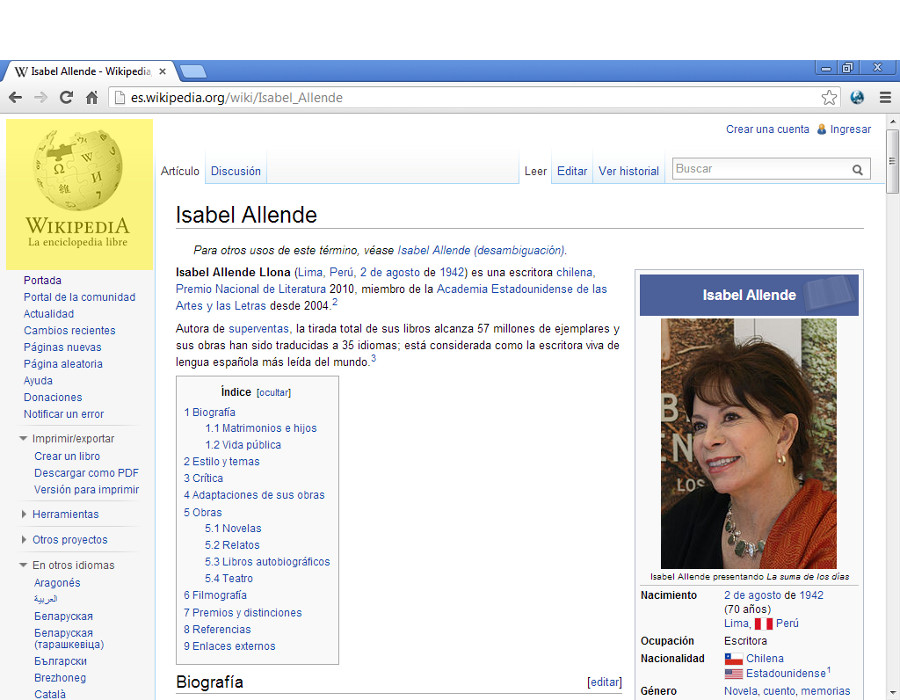 Isabel Allende - Wikipedia,
es.wikipedia.org/wiki/Isabel_Allende
Crear una cuenta Ingresar
Artículo Discusión Leer Editar Ver historial Buscar
WIKIPEDIA
La enciclopedia libre
Portada
Portal de la comunidad
Actualidad
Cambios recientes
Páginas nuevas
Página aleatoria
Ayuda
Donaciones
Notificar un error
Imprimir/exportar
Crear un libro
Descargar como PDF
Versión para imprimir
Herramientas
Otros proyectos
En otros idiomas
Aragonés
العربية
Беларуская
Беларуская
(тарашкевіца)
Български
Brezhoneg
Català
Isabel Allende
Para otros usos de este término, véase Isabel Allende (desambiguación).
Isabel Allende Llona (Lima, Perú, 2 de agosto de 1942) es una escritora chilena,
Premio Nacional de Literatura 2010, miembro de la Academia Estadounidense de las
Artes y las Letras desde 2004.2
Autora de superventas, la tirada total de sus libros alcanza 57 millones de ejemplares y
sus obras han sido traducidas a 35 idiomas; está considerada como la escritora viva de
lengua española más leída del mundo.3
Índice [ocultar]
1 Biografía
1.1 Matrimonios e hijos
1.2 Vida pública
2 Estilo y temas
3 Crítica
4 Adaptaciones de sus obras
5 Obras
5.1 Novelas
5.2 Relatos
5.3 Libros autobiográficos
5.4 Teatro
6 Filmografía
7 Premios y distinciones
8 Referencias
9 Enlaces externos
Biografía [editar]
Isabel Allende
LOS
Isabel Allende presentando La suma de los días
Nacimiento 2 de agosto de 1942
(70 años)
Lima, Perú
Ocupación Escritora
Nacionalidad Chilena
Estadounidense1
Género Novela, cuento, memorias